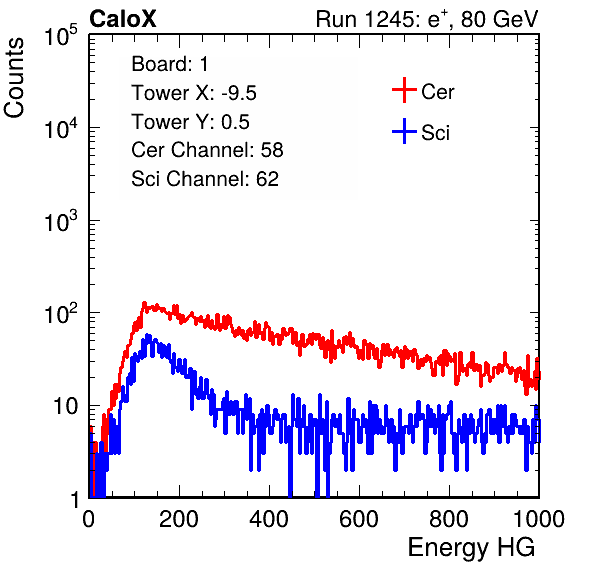 CaloX Run 1245: e⁺, 80 GeV
Counts
10⁵
10⁴
10³
10²
10
1
Board: 1
Tower X: -9.5
Tower Y: 0.5
Cer Channel: 58
Sci Channel: 62
Cer
Sci
0 200 400 600 800 1000
Energy HG